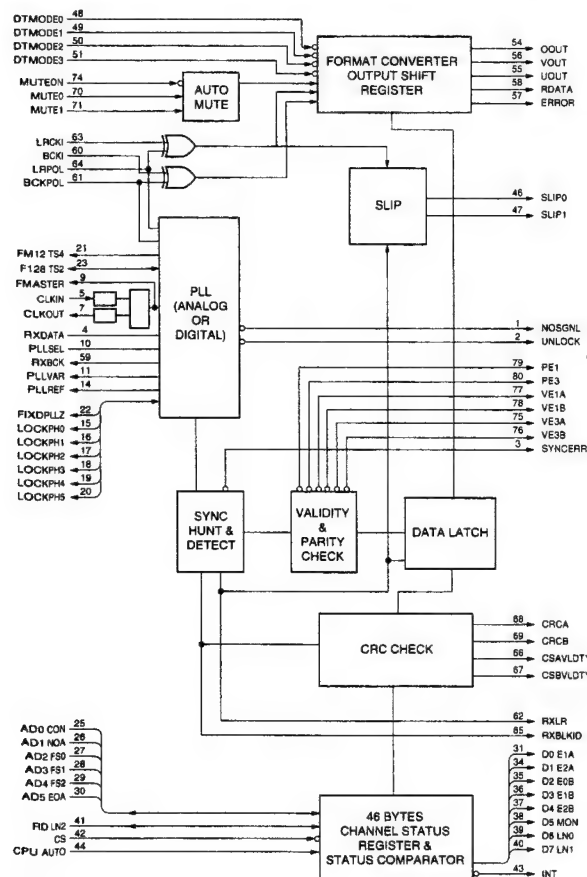 DTMODE0 48
DTMODE1 49
DTMODE2 50
DTMODE3 51
MUTEON 74
MUTE0 70
MUTE1 71
AUTO
MUTE
FORMAT CONVERTER
OUTPUT SHIFT
REGISTER
54 OOUT
56 VOUT
55 UOUT
58 RDATA
57 ERROR
LRCKI 63
BCKI 60
LRPOL 64
BCKPOL 61
SLIP
46 SLIP0
47 SLIP1
FM12 TS4 21
F128 TS2 23
FMASTER 9
CLKIN 5
CLKOUT 7
RXDATA 4
PLLSEL 10
RXBCK 59
PLLVAR 11
PLLREF 14
PLL
(ANALOG
OR
DIGITAL)
1 NOSGNL
2 UNLOCK
79 PE1
80 PE3
77 VE1A
78 VE1B
75 VE3A
76 VE3B
3 SYNCERR
FIXDPLLZ 22
LOCKPH0 15
LOCKPH1 16
LOCKPH2 17
LOCKPH3 18
LOCKPH4 19
LOCKPH5 20
SYNC
HUNT &
DETECT
VALIDITY
&
PARITY
CHECK
DATA LATCH
CRC CHECK
68 CRCA
69 CRCB
66 CSAVLDTY
67 CSBVLDTY
62 RXLR
65 RXBLKID
AD0 CON 25
AD1 NOA 26
AD2 FS0 27
AD3 FS1 28
AD4 FS2 29
AD5 EOA 30
RD LN2 41
CS 42
CPU AUTO 44
46 BYTES
CHANNEL STATUS
REGISTER &
STATUS COMPARATOR
31 D0 E1A
34 D1 E2A
35 D2 E0B
36 D3 E1B
37 D4 E2B
38 D5 MON
39 D6 LN0
40 D7 LN1
43 INT